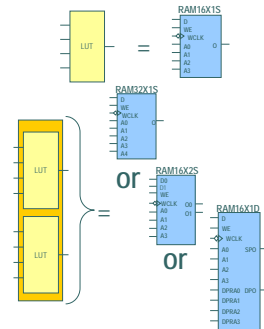 RAM16X1S
LUT
=
D
WE
WCLK
A0
A1
A2
A3
O
RAM32X1S
D
WE
WCLK
A0
A1
A2
A3
A4
O
LUT
LUT
=
or
RAM16X2S
D0
D1
WE
WCLK
A0
A1
A2
A3
O0
O1
or
RAM16X1D
D
WE
WCLK
A0
A1
A2
A3
DPRA0
DPRA1
DPRA2
DPRA3
SPO
DPO